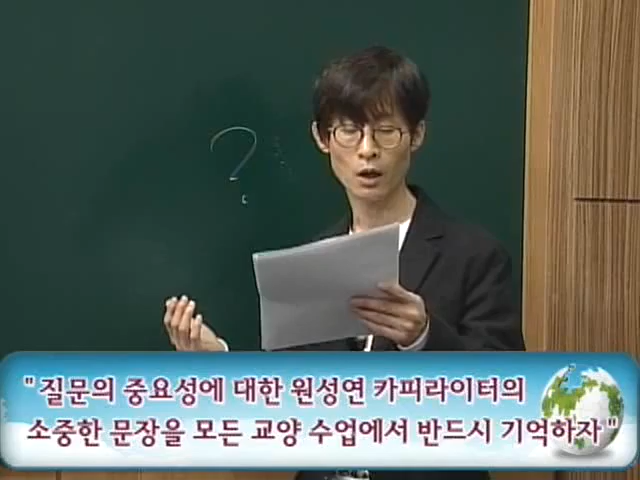 ?
" 질문의 중요성에 대한 원성연 카피라이터의
소중한 문장을 모든 교양 수업에서 반드시 기억하자 "